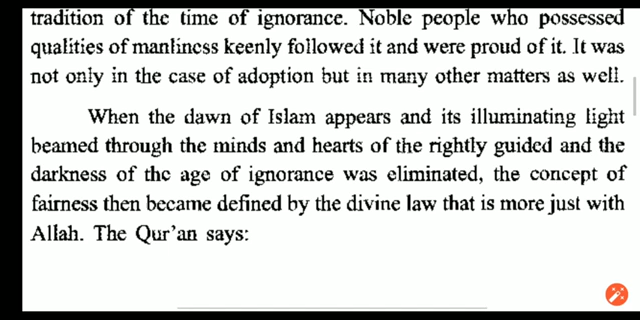 tradition of the time of ignorance. Noble people who possessed
qualities of manliness keenly followed it and were proud of it. It was
not only in the case of adoption but in many other matters as well.
When the dawn of Islam appears and its illuminating light
beamed through the minds and hearts of the rightly guided and the
darkness of the age of ignorance was eliminated, the concept of
fairness then became defined by the divine law that is more just with
Allah. The Qur'an says: